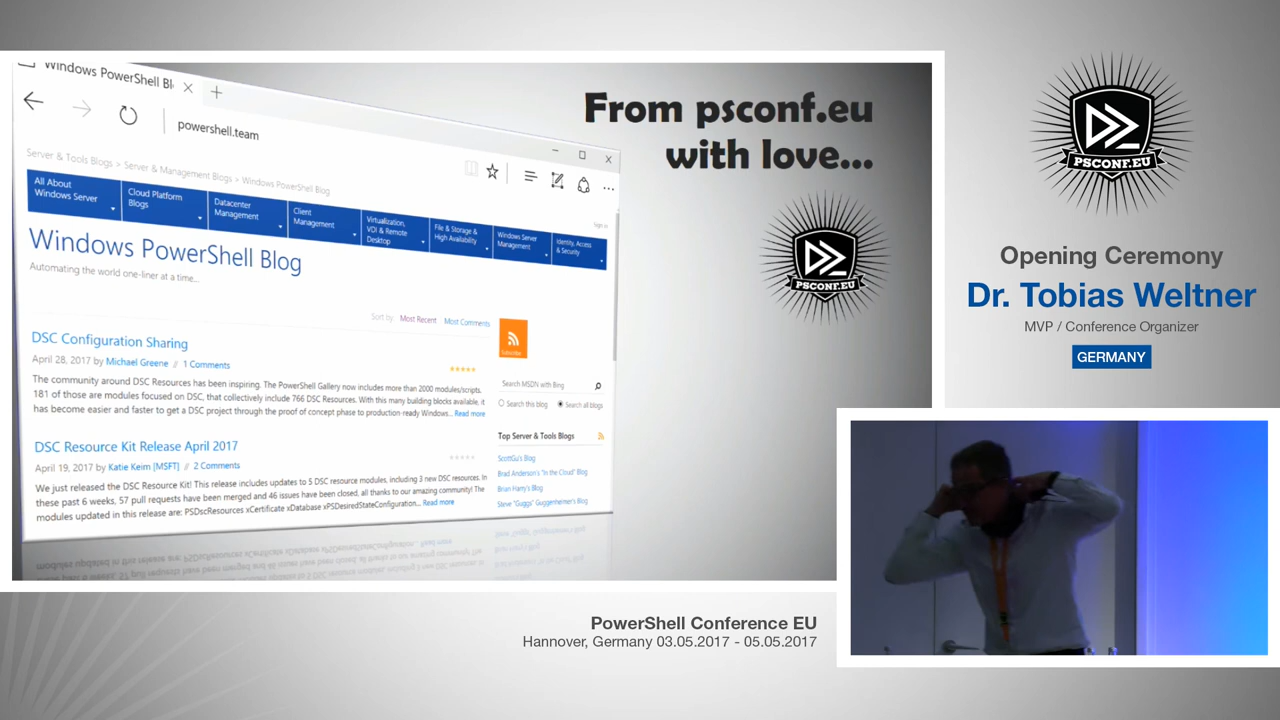 Windows PowerShell Bl
powershell.team
Server & Tools Blogs > Server & Management Blogs > Windows PowerShell Blog
Sign in
All About
Windows Server
Cloud Platform
Blogs
Datacenter
Management
Client
Management
Virtualization,
VDI & Remote
Desktop
File & Storage &
High Availability
Windows Server
Management
Identity, Access
& Security
Windows PowerShell Blog
Automating the world one-liner at a time...
Sort by: Most Recent Most Comments
Subscribe
DSC Configuration Sharing
April 28, 2017 by Michael Greene // 1 Comments
The community around DSC Resources has been inspiring. The PowerShell Gallery now includes more than 2000 modules/scripts,
181 of those are modules focused on DSC, that collectively include 766 DSC Resources. With this many building blocks available, it
has become easier and faster to get a DSC project through the proof of concept phase to production-ready Windows... Read more
DSC Resource Kit Release April 2017
April 19, 2017 by Katie Keim [MSFT] // 2 Comments
We just released the DSC Resource Kit! This release includes updates to 5 DSC resource modules, including 3 new DSC resources. In
these past 6 weeks, 57 pull requests have been merged and 46 issues have been closed, all thanks to our amazing community! The
modules updated in this release are: PSDscResources xCertificate xDatabase xPSDesiredStateConfiguration... Read more
Search MSDN with Bing
Search this blog Search all blogs
Top Server & Tools Blogs
ScottGu's Blog
Brad Anderson's "In the Cloud" Blog
Brian Harry's Blog
Steve "Guggs" Guggenheimer's Blog
From psconf.eu
with love...
PSCONF.EU
PSCONF.EU
Opening Ceremony
Dr. Tobias Weltner
MVP / Conference Organizer
GERMANY
PowerShell Conference EU
Hannover, Germany 03.05.2017 - 05.05.2017